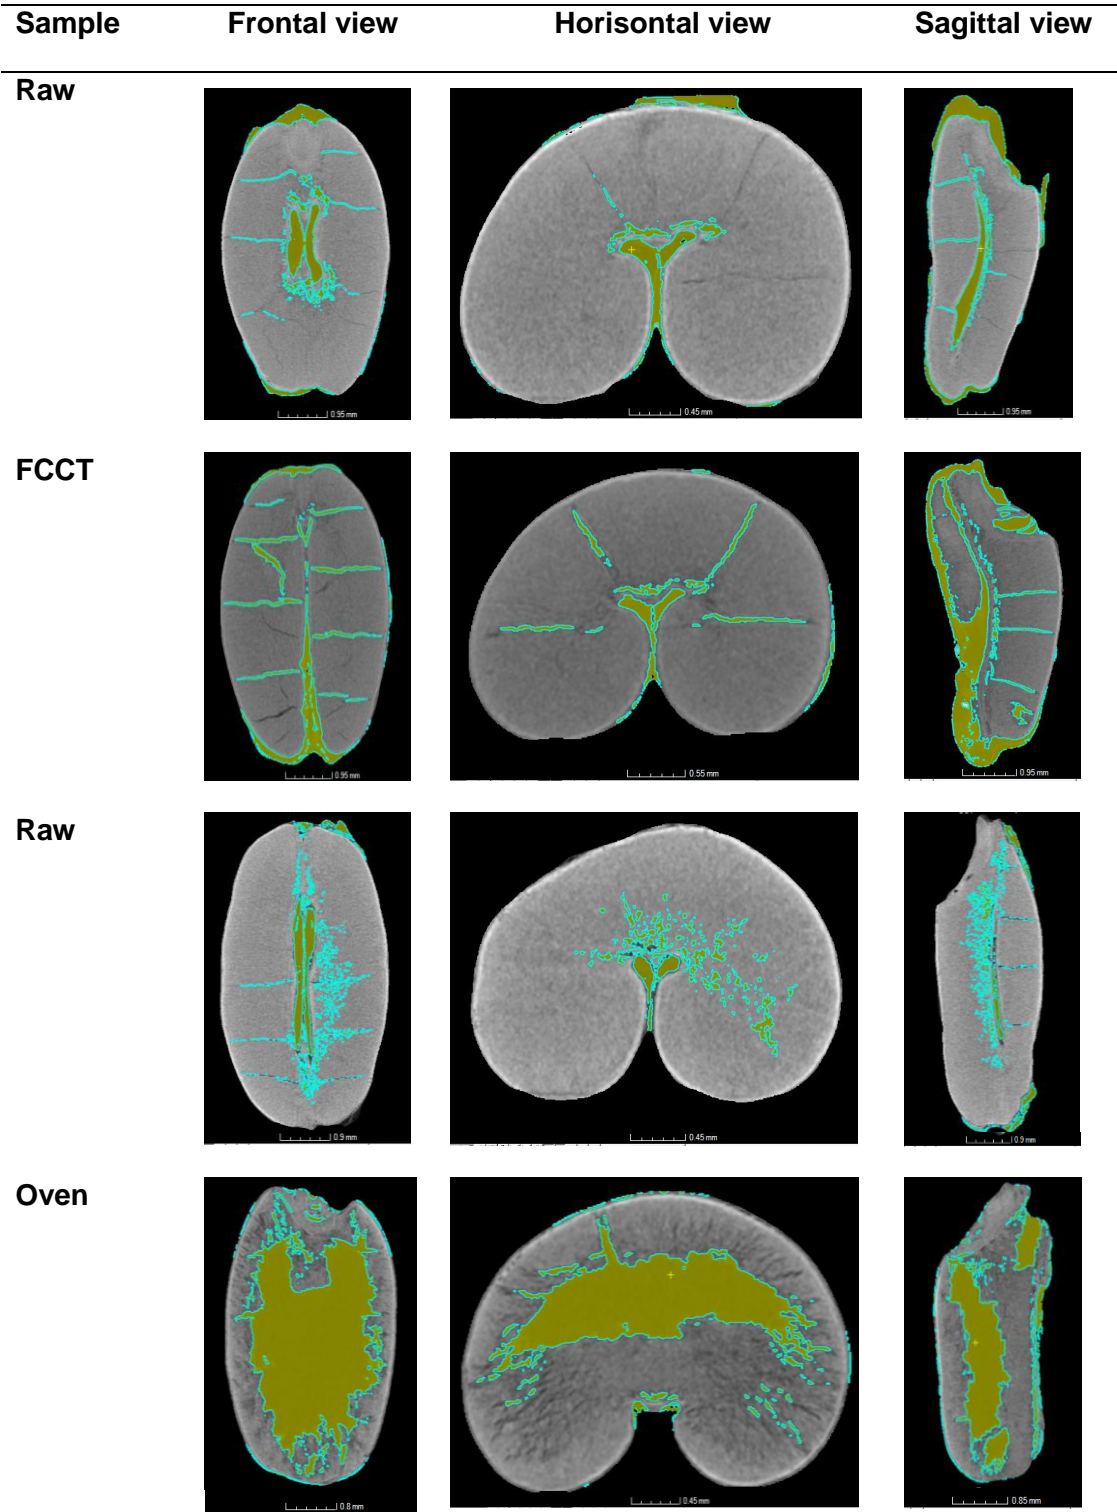 Sample Frontal view Horisontal view Sagittal view
Raw
0.95 mm 0.45 mm 0.95 mm
FCCT
0.95 mm 0.55 mm 0.95 mm
Raw
0.9 mm 0.45 mm 0.9 mm
Oven
0.8 mm 0.45 mm 0.85 mm